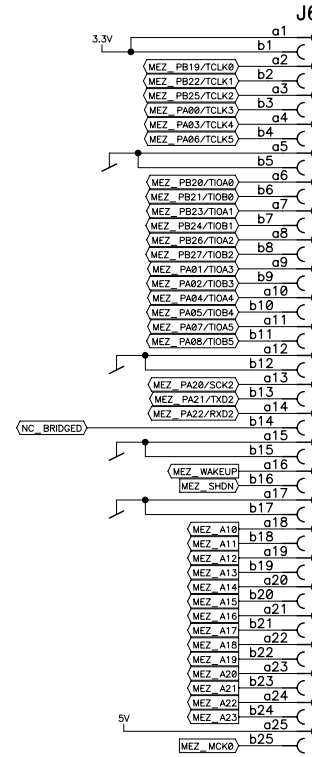 J6
3.3V
a1
b1
MEZ_PB19/TCLK0 a2
MEZ_PB22/TCLK1 b2
MEZ_PB25/TCLK2 a3
MEZ_PA00/TCLK3 b3
MEZ_PA03/TCLK4 a4
MEZ_PA06/TCLK5 b4
a5
b5
MEZ_PB20/TIOA0 a6
MEZ_PB21/TIOB0 b6
MEZ_PB23/TIOA1 a7
MEZ_PB24/TIOB1 b7
MEZ_PB26/TIOA2 a8
MEZ_PB27/TIOB2 b8
MEZ_PA01/TIOA3 a9
MEZ_PA02/TIOB3 b9
MEZ_PA04/TIOA4 a10
MEZ_PA05/TIOB4 b10
MEZ_PA07/TIOA5 a11
MEZ_PA08/TIOB5 b11
a12
b12
MEZ_PA20/SCK2 a13
MEZ_PA21/TXD2 b13
MEZ_PA22/RXD2 a14
NC_BRIDGED b14
a15
b15
MEZ_WAKEUP a16
MEZ_SHDN b16
a17
b17
MEZ_A10 a18
MEZ_A11 b18
MEZ_A12 a19
MEZ_A13 b19
MEZ_A14 a20
MEZ_A15 b20
MEZ_A16 a21
MEZ_A17 b21
MEZ_A18 a22
MEZ_A19 b22
MEZ_A20 a23
MEZ_A21 b23
MEZ_A22 a24
MEZ_A23 b24
5V a25
MEZ_MCK0 b25